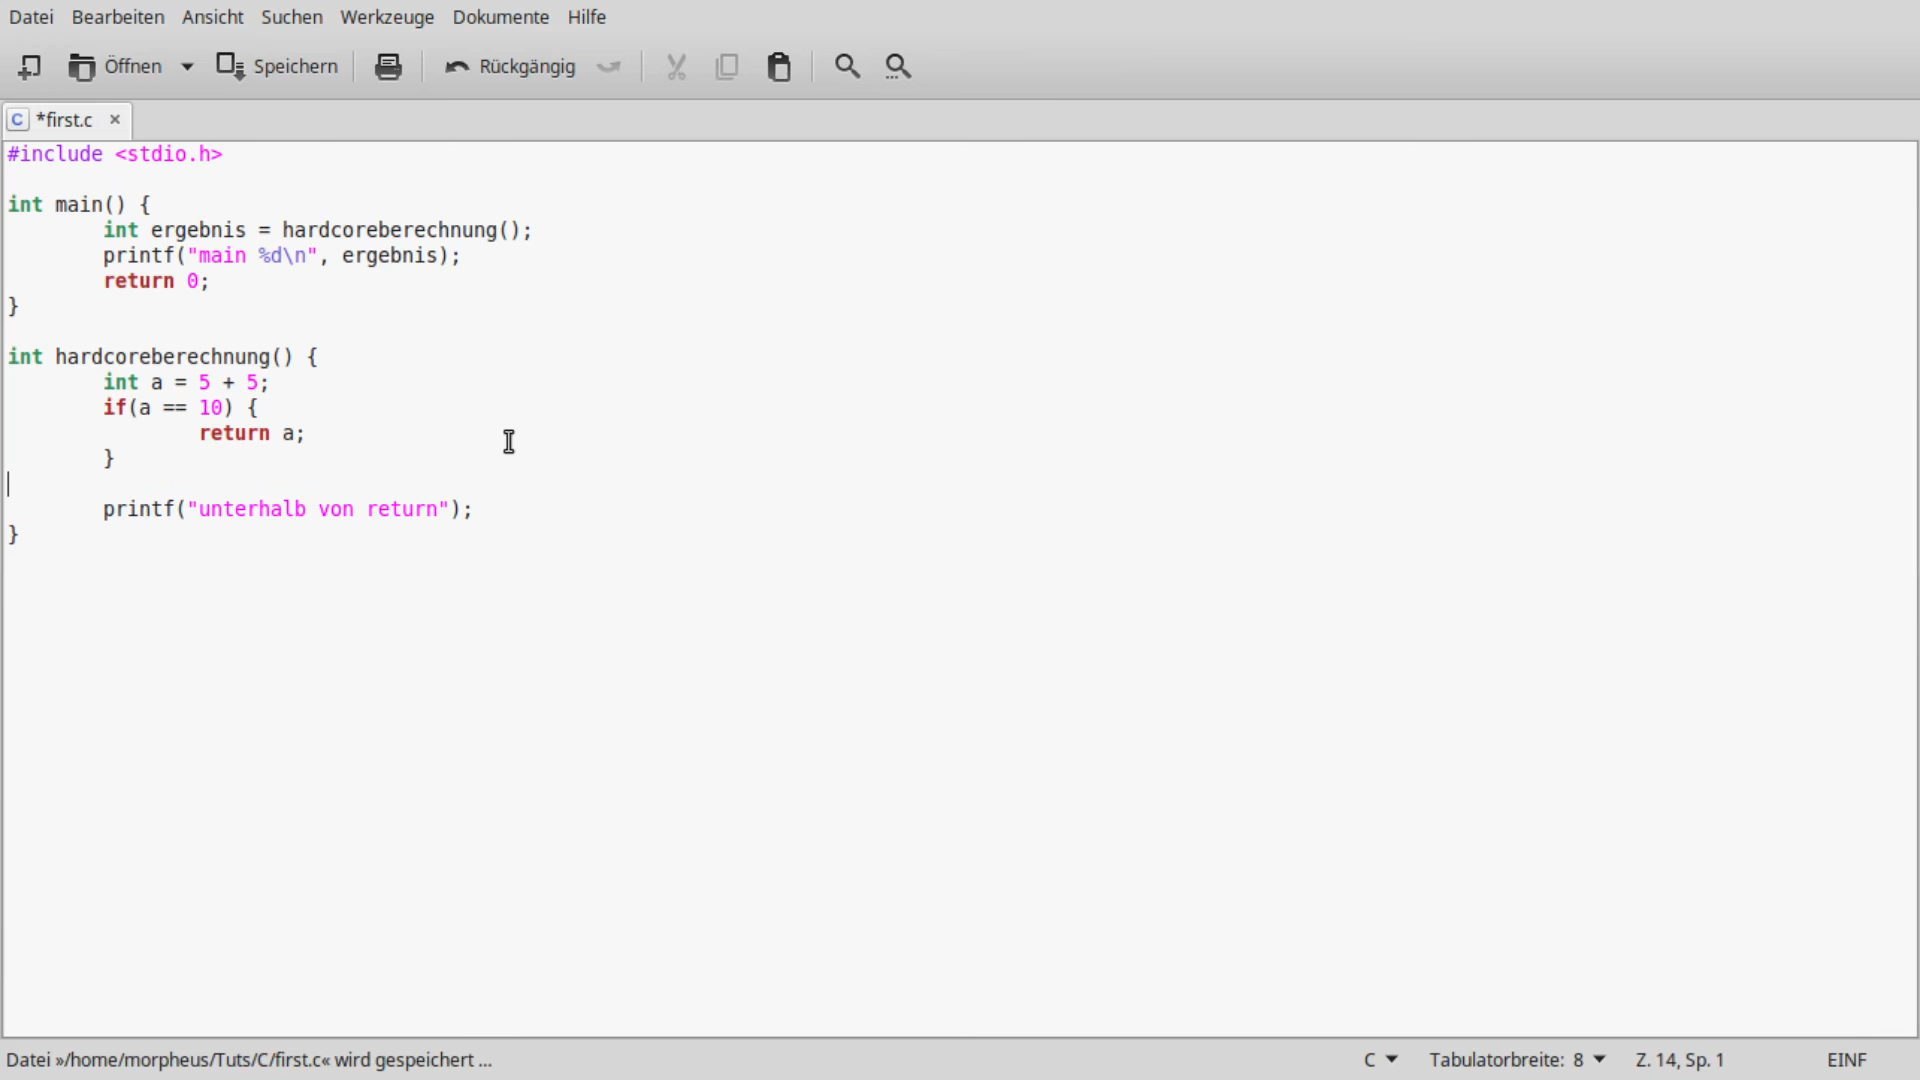 Datei Bearbeiten Ansicht Suchen Werkzeuge Dokumente Hilfe
Öffnen Speichern Rückgängig
C *first.c ×
#include <stdio.h>
int main() {
        int ergebnis = hardcoreberechnung();
        printf("main %d\n", ergebnis);
        return 0;
}
int hardcoreberechnung() {
        int a = 5 + 5;
        if(a == 10) {
                return a;
        }
        printf("unterhalb von return");
}
Datei »/home/morpheus/Tuts/C/first.c« wird gespeichert ... C Tabulatorbreite: 8 Z. 14, Sp. 1 EINF